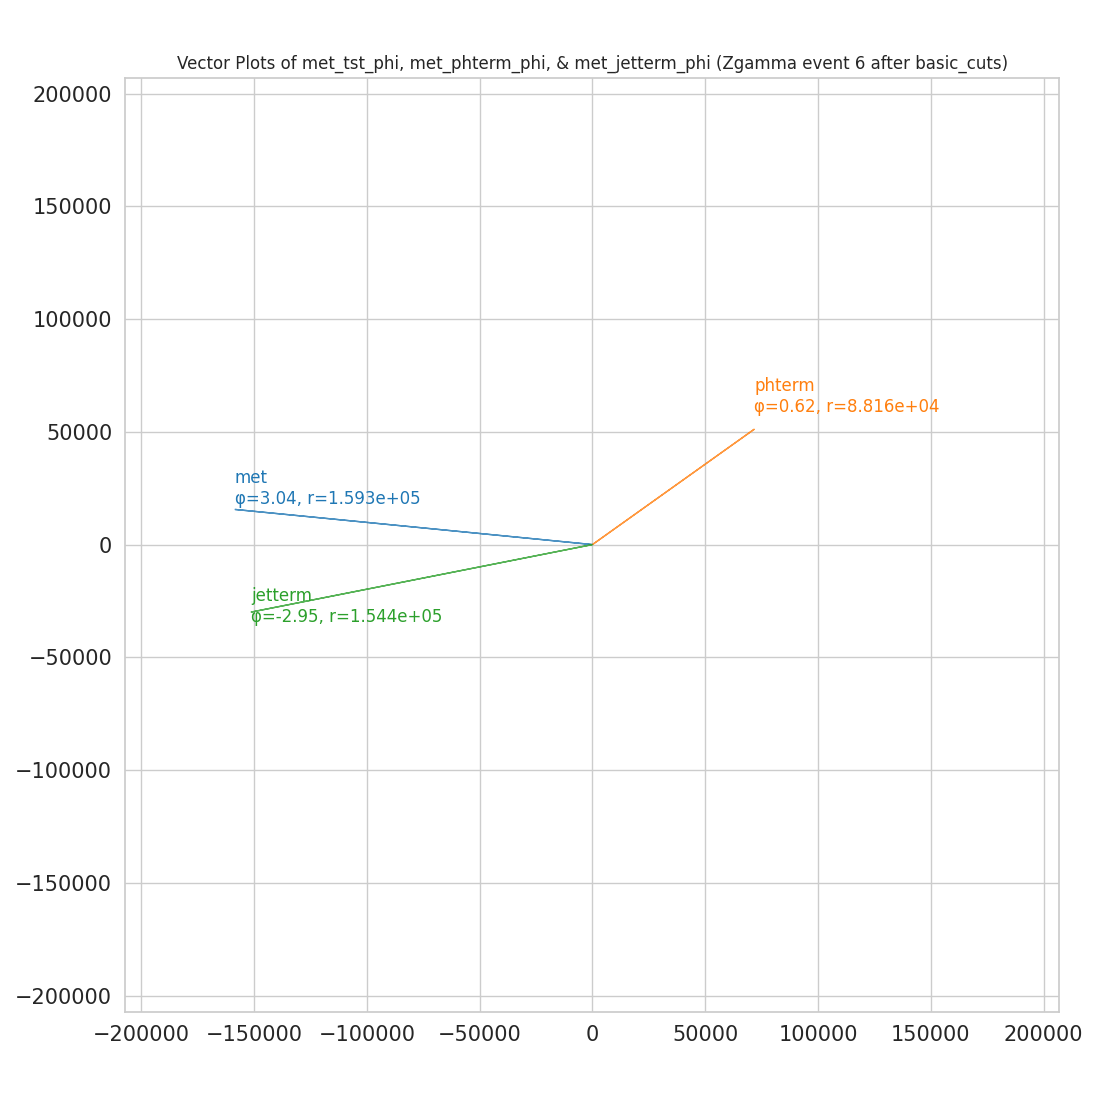 Vector Plots of met_tst_phi, met_phterm_phi, & met_jetterm_phi (Zgamma event 6 after basic_cuts)
200000
150000
100000
50000
0
−50000
−100000
−150000
−200000
phterm
φ=0.62, r=8.816e+04
met
φ=3.04, r=1.593e+05
jetterm
φ=-2.95, r=1.544e+05
−200000 −150000 −100000 −50000 0 50000 100000 150000 200000